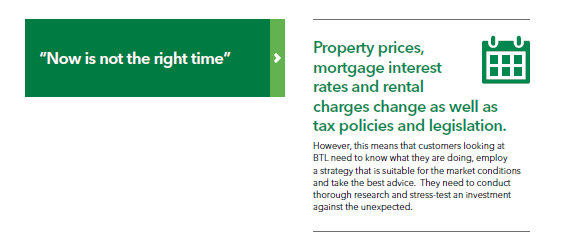 “Now is not the right time”
Property prices,
mortgage interest
rates and rental
charges change as well as
tax policies and legislation.
However, this means that customers looking at
BTL need to know what they are doing, employ
a strategy that is suitable for the market conditions
and take the best advice.  They need to conduct
thorough research and stress-test an investment
against the unexpected.